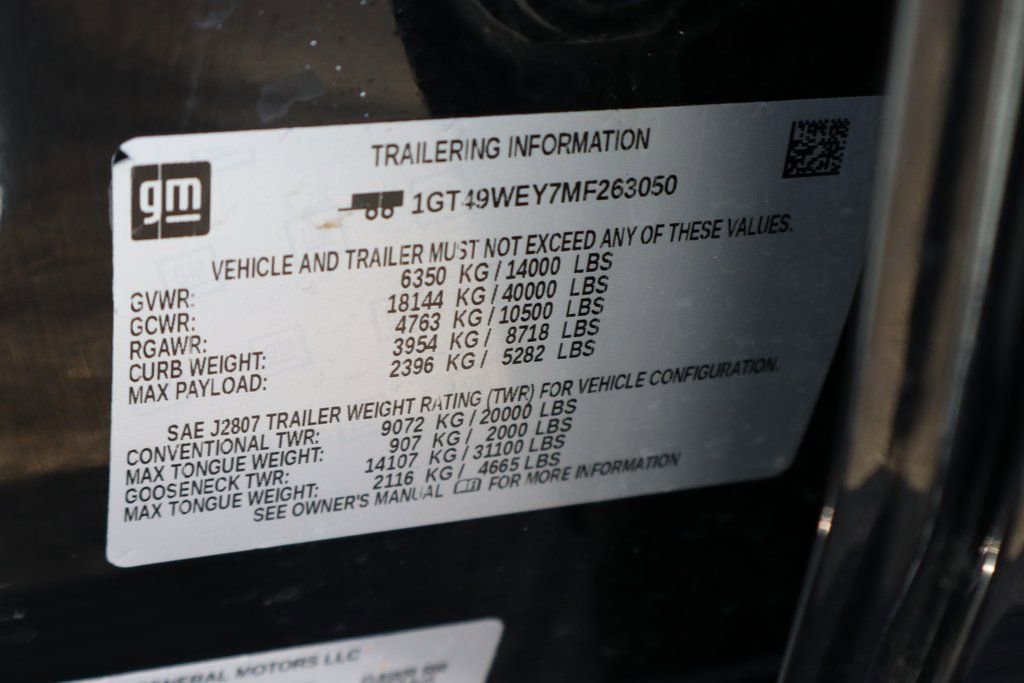 gm
TRAILERING INFORMATION
1GT49WEY7MF263050
VEHICLE AND TRAILER MUST NOT EXCEED ANY OF THESE VALUES.
GVWR: 6350 KG / 14000 LBS
GCWR: 18144 KG / 40000 LBS
RGAWR: 4763 KG / 10500 LBS
CURB WEIGHT: 3954 KG / 8718 LBS
MAX PAYLOAD: 2396 KG / 5282 LBS
SAE J2807 TRAILER WEIGHT RATING (TWR) FOR VEHICLE CONFIGURATION.
CONVENTIONAL TWR: 9072 KG / 20000 LBS
MAX TONGUE WEIGHT: 907 KG / 2000 LBS
GOOSENECK TWR: 14107 KG / 31100 LBS
MAX TONGUE WEIGHT: 2116 KG / 4665 LBS
SEE OWNER'S MANUAL FOR MORE INFORMATION
GENERAL MOTORS LLC